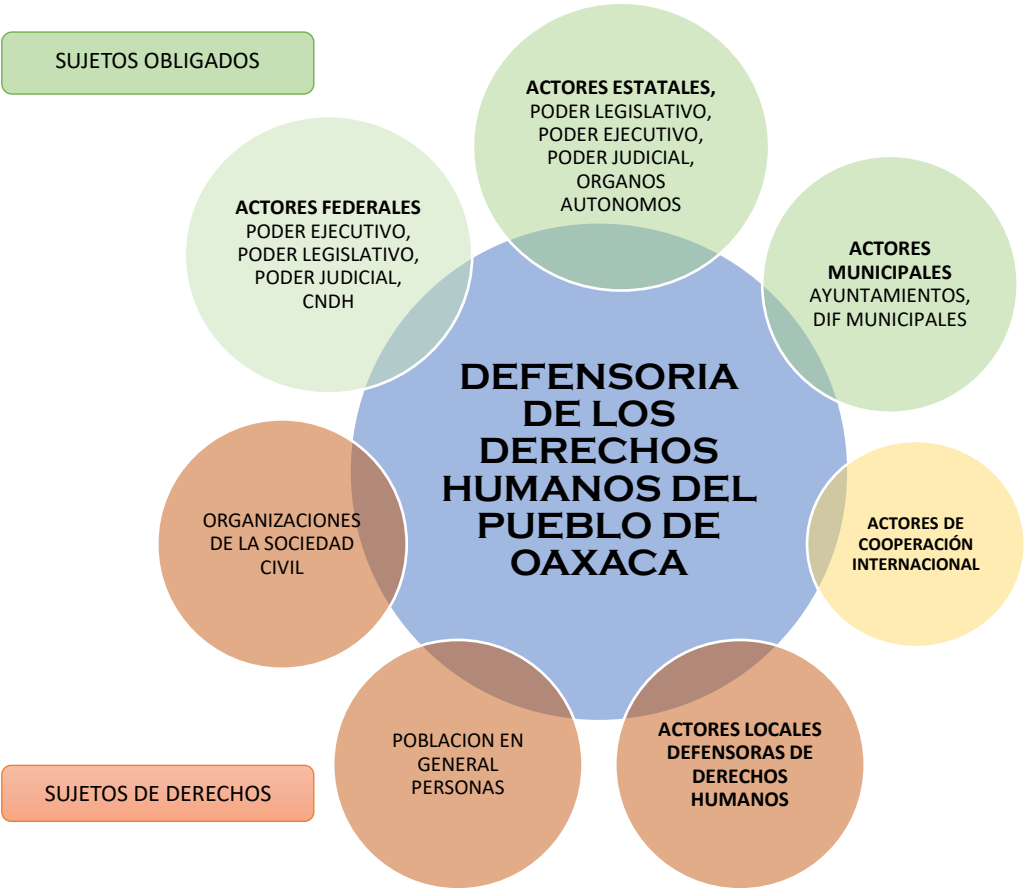 SUJETOS OBLIGADOS
ACTORES ESTATALES,
PODER LEGISLATIVO,
PODER EJECUTIVO,
PODER JUDICIAL,
ORGANOS
AUTONOMOS
ACTORES FEDERALES
PODER EJECUTIVO,
PODER LEGISLATIVO,
PODER JUDICIAL,
CNDH
ACTORES
MUNICIPALES
AYUNTAMIENTOS,
DIF MUNICIPALES
DEFENSORIA
DE LOS
DERECHOS
HUMANOS DEL
PUEBLO DE
OAXACA
ORGANIZACIONES
DE LA SOCIEDAD
CIVIL
ACTORES DE
COOPERACIÓN
INTERNACIONAL
POBLACION EN
GENERAL
PERSONAS
ACTORES LOCALES
DEFENSORAS DE
DERECHOS
HUMANOS
SUJETOS DE DERECHOS